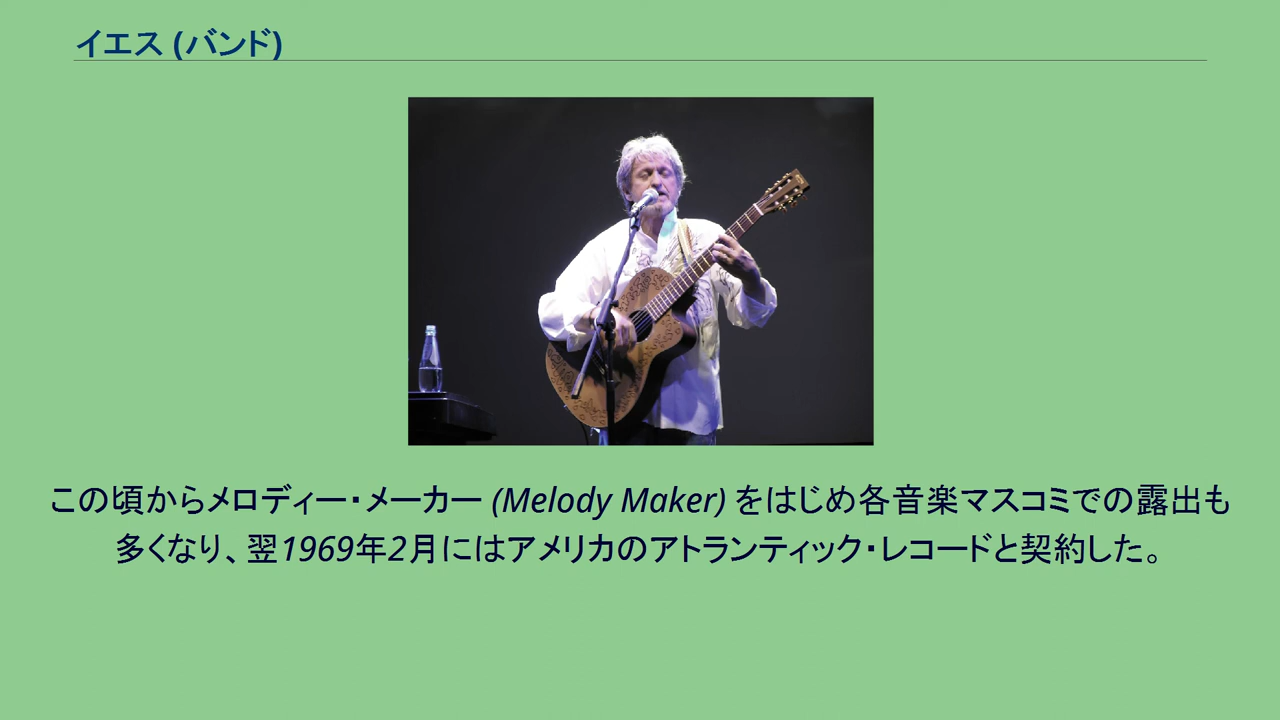 イエス (バンド)
この頃からメロディー・メーカー (Melody Maker) をはじめ各音楽マスコミでの露出も
多くなり、翌1969年2月にはアメリカのアトランティック・レコードと契約した。